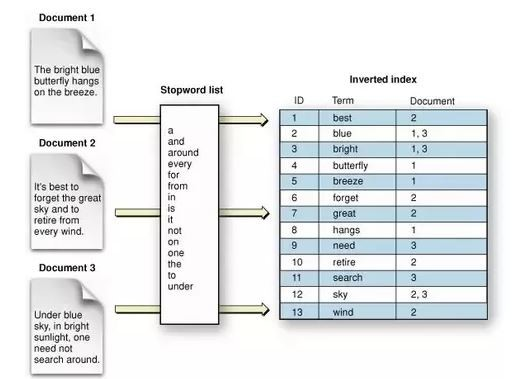 Document 1
The bright blue
butterfly hangs
on the breeze.
Document 2
It's best to
forget the great
sky and to
retire from
every wind.
Document 3
Under blue
sky, in bright
sunlight, one
need not
search around.
Stopword list
a
and
around
every
for
from
in
is
it
not
on
one
the
to
under
Inverted index
ID Term Document
1 best 2
2 blue 1, 3
3 bright 1, 3
4 butterfly 1
5 breeze 1
6 forget 2
7 great 2
8 hangs 1
9 need 3
10 retire 2
11 search 3
12 sky 2, 3
13 wind 2